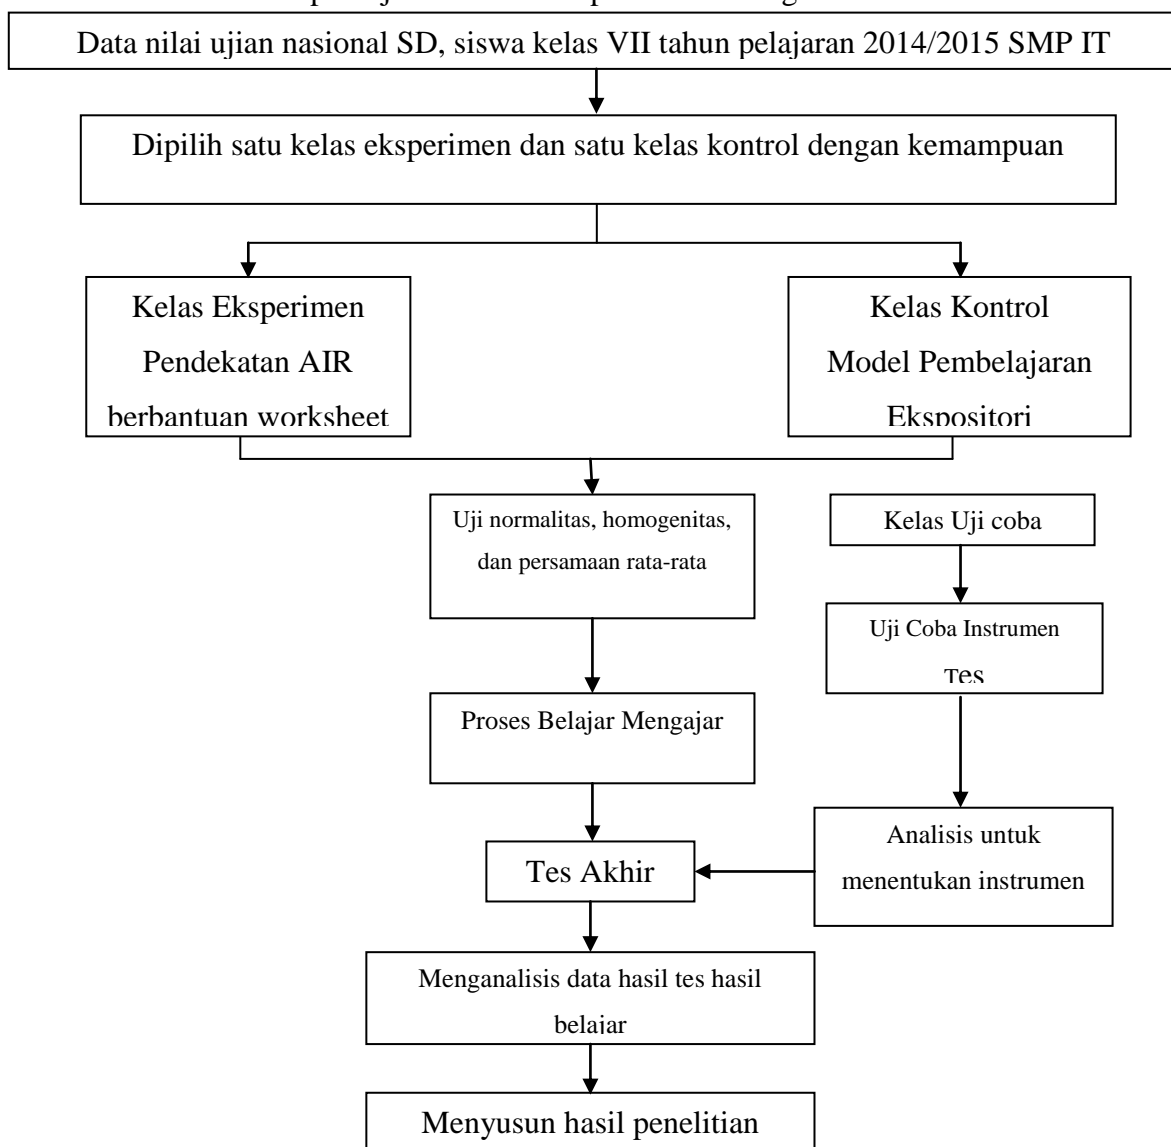 Data nilai ujian nasional SD, siswa kelas VII tahun pelajaran 2014/2015 SMP IT
Dipilih satu kelas eksperimen dan satu kelas kontrol dengan kemampuan
Kelas Eksperimen
Pendekatan AIR
berbantuan worksheet
Kelas Kontrol
Model Pembelajaran
Ekspositori
Uji normalitas, homogenitas,
dan persamaan rata-rata
Kelas Uji coba
Uji Coba Instrumen
Tes
Proses Belajar Mengajar
Analisis untuk
menentukan instrumen
Tes Akhir
Menganalisis data hasil tes hasil
belajar
Menyusun hasil penelitian